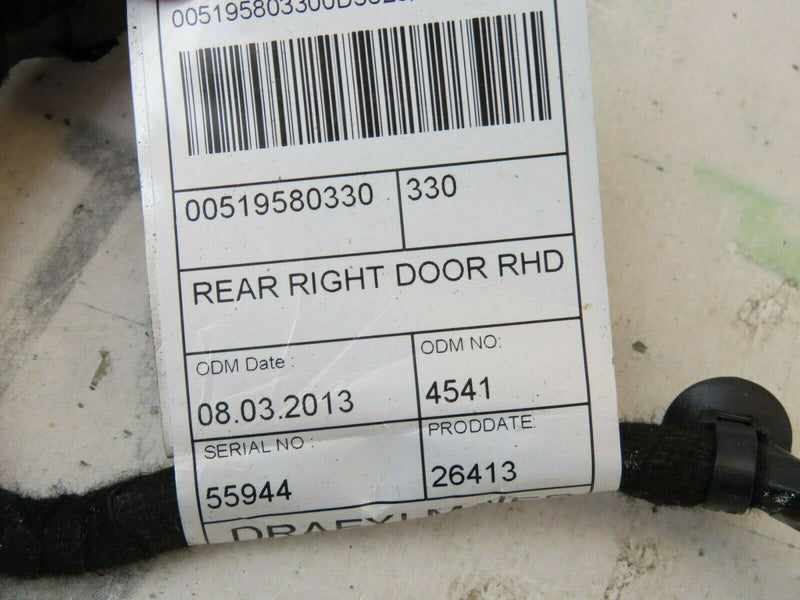 00519580330 330
REAR RIGHT DOOR RHD
ODM Date : ODM NO:
08.03.2013 4541
SERIAL NO : PRODDATE:
55944 26413